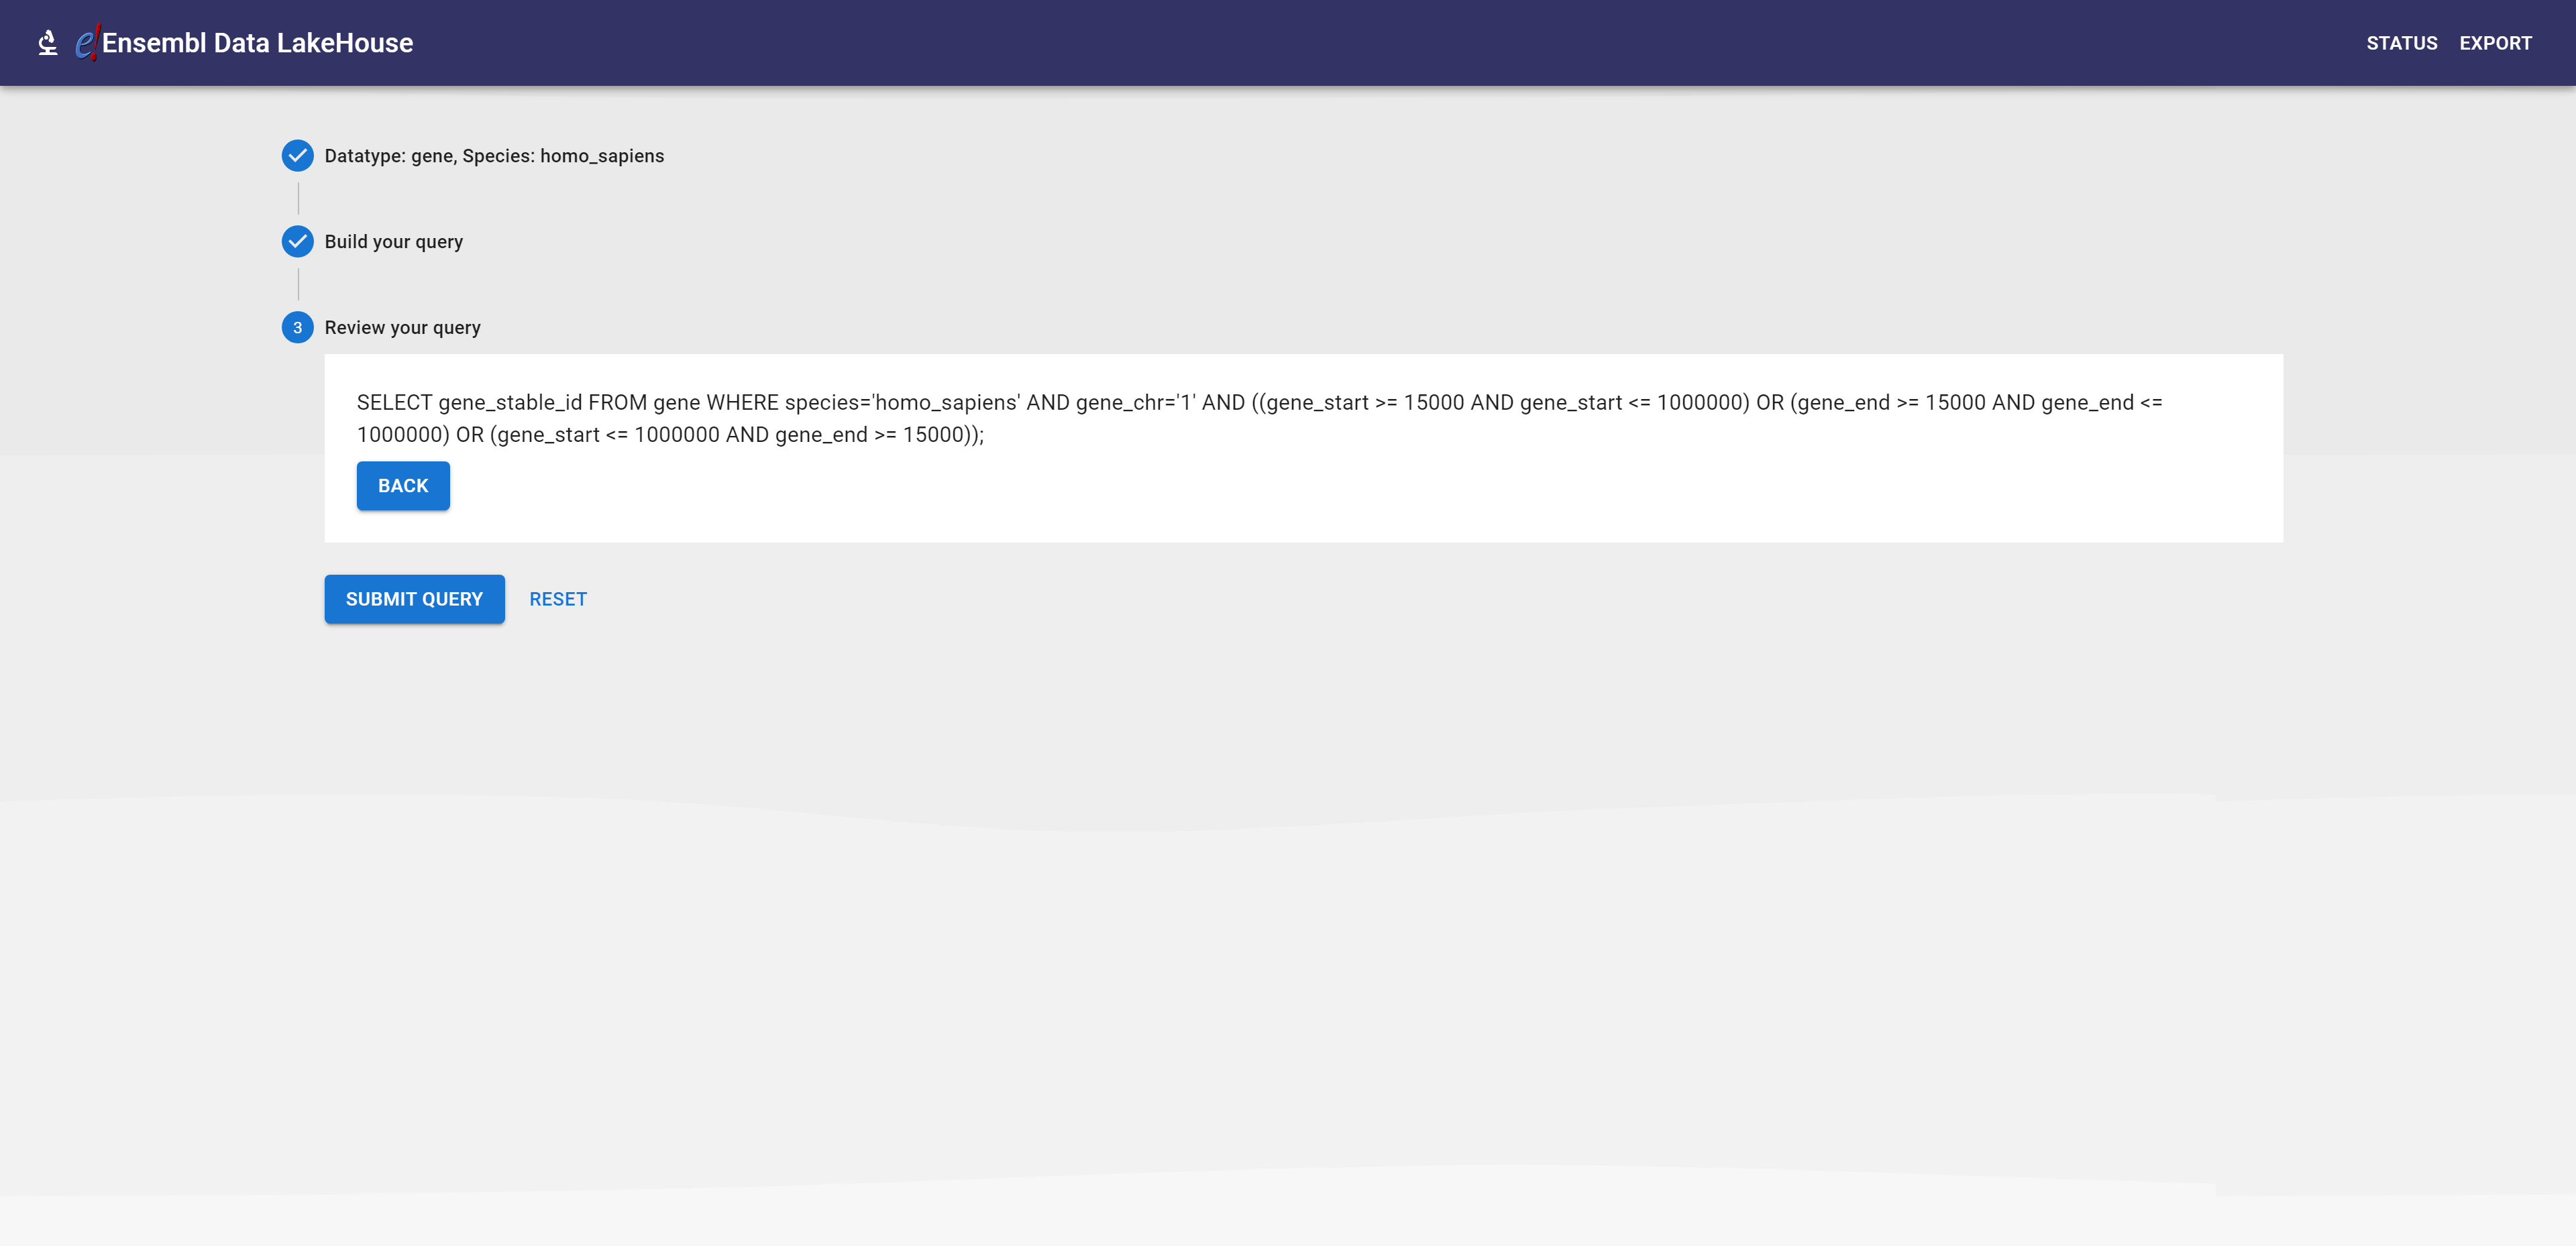 e!Ensembl Data LakeHouse
STATUS EXPORT
Datatype: gene, Species: homo_sapiens
Build your query
3 Review your query
SELECT gene_stable_id FROM gene WHERE species='homo_sapiens' AND gene_chr='1' AND ((gene_start >= 15000 AND gene_start <= 1000000) OR (gene_end >= 15000 AND gene_end <=
1000000) OR (gene_start <= 1000000 AND gene_end >= 15000));
BACK
SUBMIT QUERY RESET